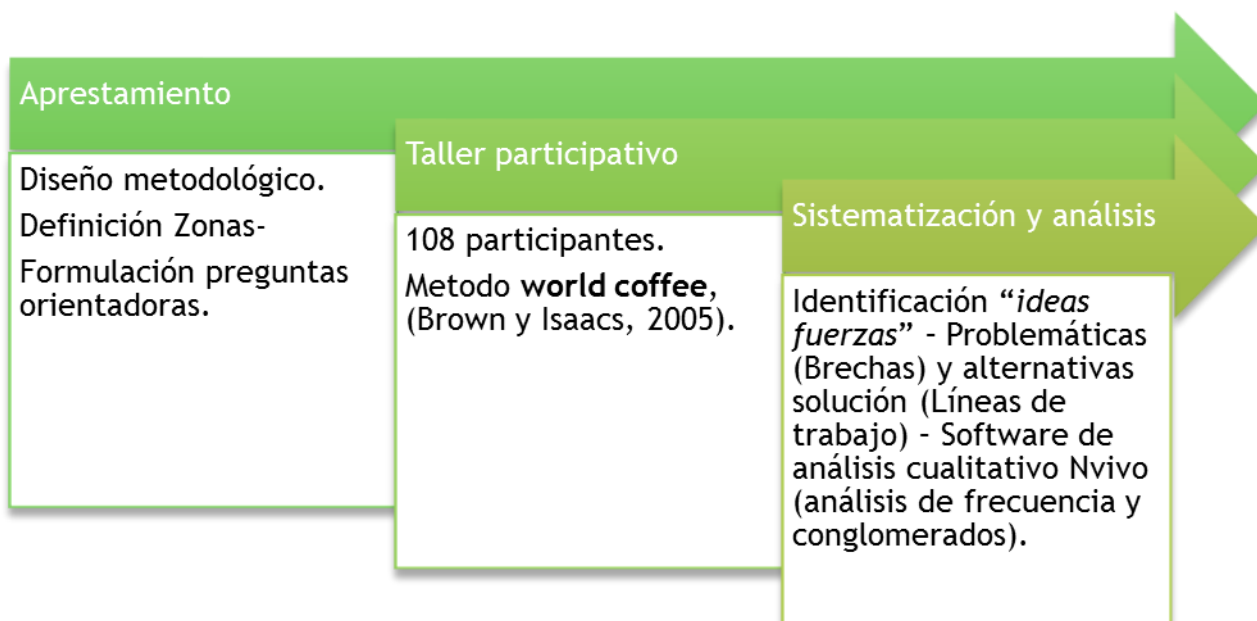 Aprestamiento
Diseño metodológico.
Definición Zonas-
Formulación preguntas
orientadoras.
Taller participativo
108 participantes.
Metodo world coffee,
(Brown y Isaacs, 2005).
Sistematización y análisis
Identificación “ideas
fuerzas” - Problemáticas
(Brechas) y alternativas
solución (Líneas de
trabajo) - Software de
análisis cualitativo Nvivo
(análisis de frecuencia y
conglomerados).